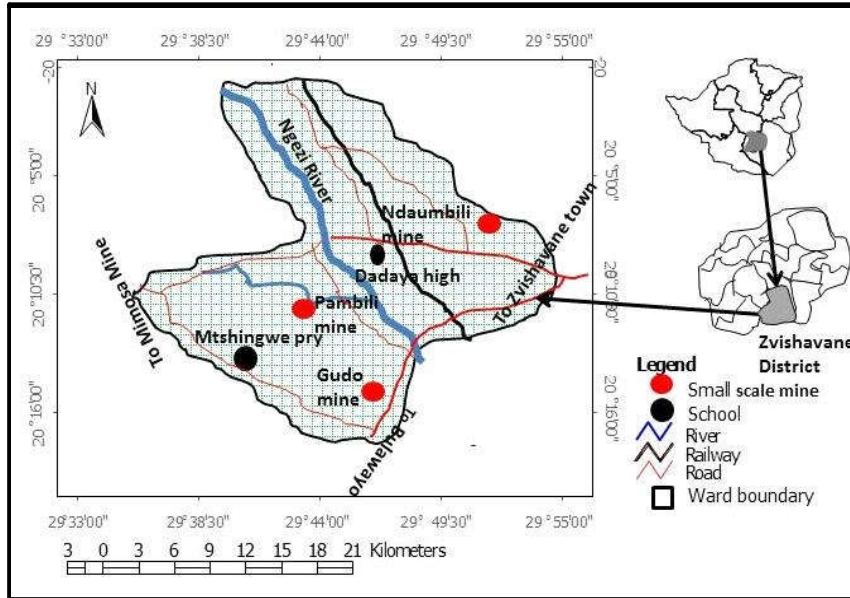 29 °33'00" 29 °38'30" 29 °44'00" 29 °49'30" 29 °55'00"
-20
-20
N
20 °5'00"
20 °5'00"
Ngezi River
Ndaumbili
mine
Dadaya high
To Zvishavane town
To Mimosa Mine
20 °10'30"
20 °10'00"
Pambili
mine
Mtshingwe pry
Gudo
mine
To Bulawayo
20 °16'00"
20 °16'00"
29 °33'00" 29 °38'30" 29 °44'00" 29 °49'30" 29 °55'00"
3 0 3 6 9 12 15 18 21 Kilometers
Zvishavane
District
Legend
Small scale mine
School
River
Railway
Road
Ward boundary